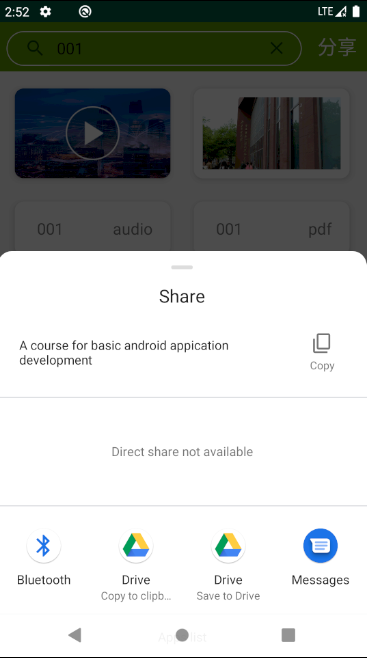 2:52 LTE
001 分享
001 audio 001 pdf
Share
A course for basic android appication
development
Copy
Direct share not available
Bluetooth Drive Drive Messages
Copy to clipb... Save to Drive